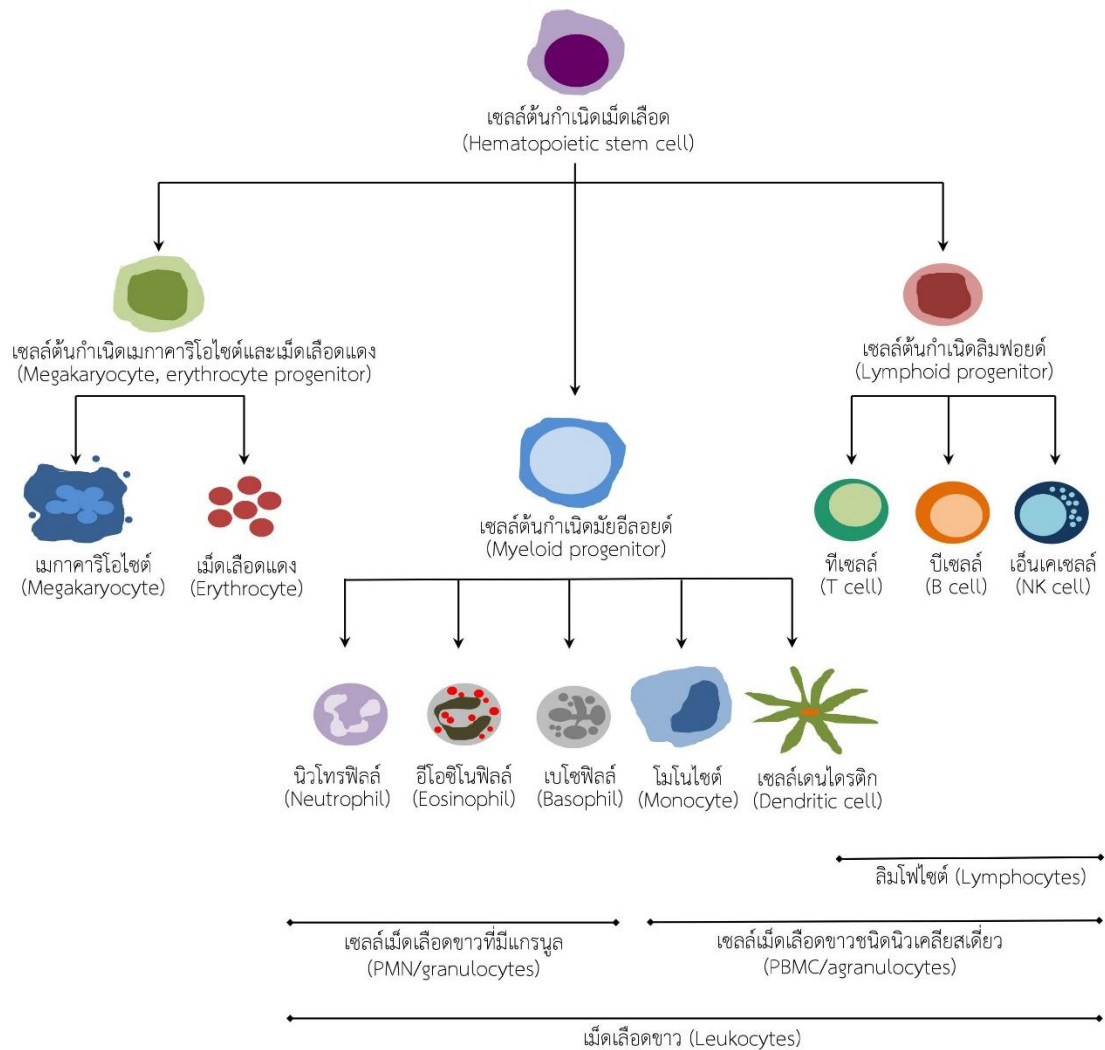 เซลล์ต้นกำเนิดเม็ดเลือด
(Hematopoietic stem cell)
เซลล์ต้นกำเนิดเมกาคาริโอไซต์และเม็ดเลือดแดง
(Megakaryocyte, erythrocyte progenitor)
เซลล์ต้นกำเนิดลิมฟอยด์
(Lymphoid progenitor)
เซลล์ต้นกำเนิดมัยอีลอยด์
(Myeloid progenitor)
เมกาคาริโอไซต์
(Megakaryocyte)
เม็ดเลือดแดง
(Erythrocyte)
ทีเซลล์
(T cell)
บีเซลล์
(B cell)
เอ็นเคเซลล์
(NK cell)
นิวโทรฟิลล์
(Neutrophil)
อีโอซิโนฟิลล์
(Eosinophil)
เบโซฟิลล์
(Basophil)
โมโนไซต์
(Monocyte)
เซลล์เดนไดรติก
(Dendritic cell)
ลิมโฟไซต์ (Lymphocytes)
เซลล์เม็ดเลือดขาวที่มีแกรนูล
(PMN/granulocytes)
เซลล์เม็ดเลือดขาวชนิดนิวเคลียสเดี่ยว
(PBMC/agranulocytes)
เม็ดเลือดขาว (Leukocytes)